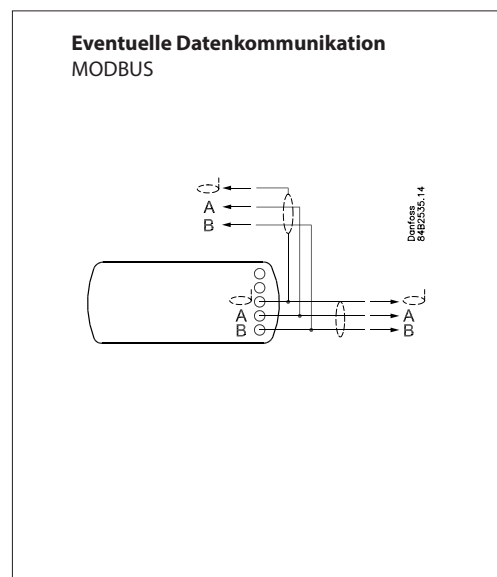 Eventuelle Datenkommunikation
MODBUS
A
B
Danfoss
84B2535.14
A
B
A
B